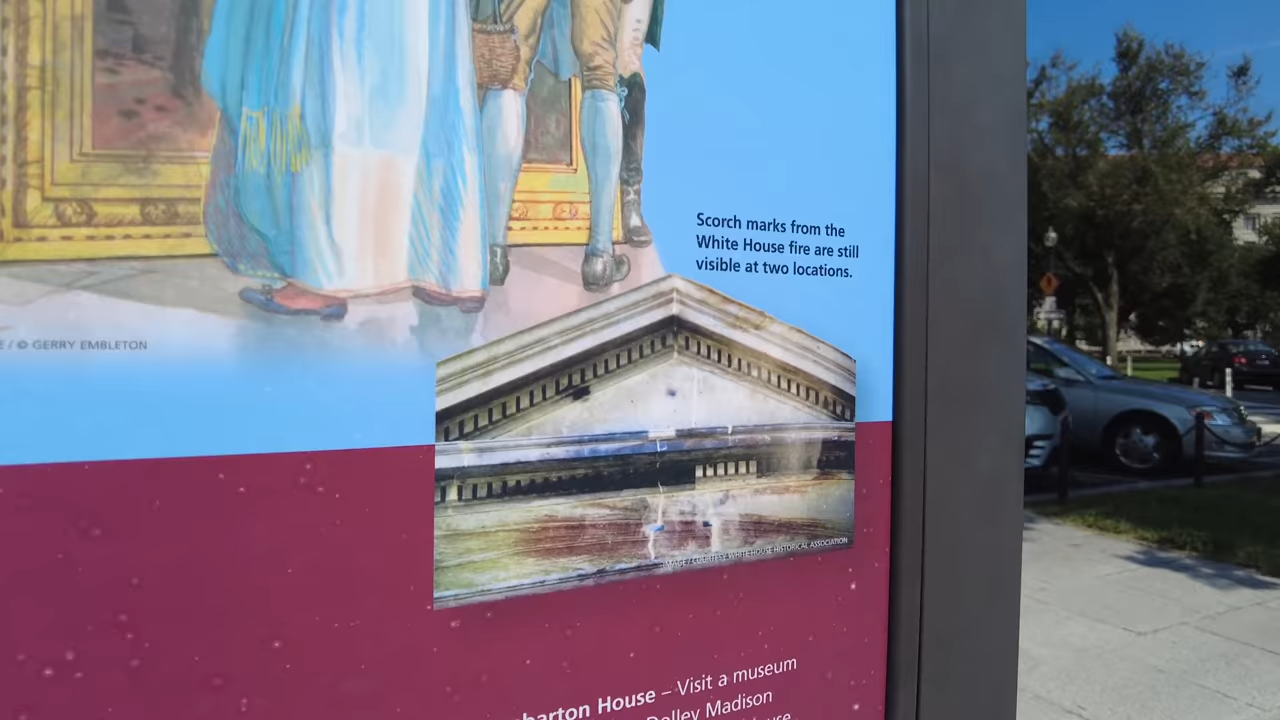 Scorch marks from the
White House fire are still
visible at two locations.
/ © GERRY EMBLETON
IMAGE / COURTESY WHITE HOUSE HISTORICAL ASSOCIATION
House – Visit a museum
Dolley Madison